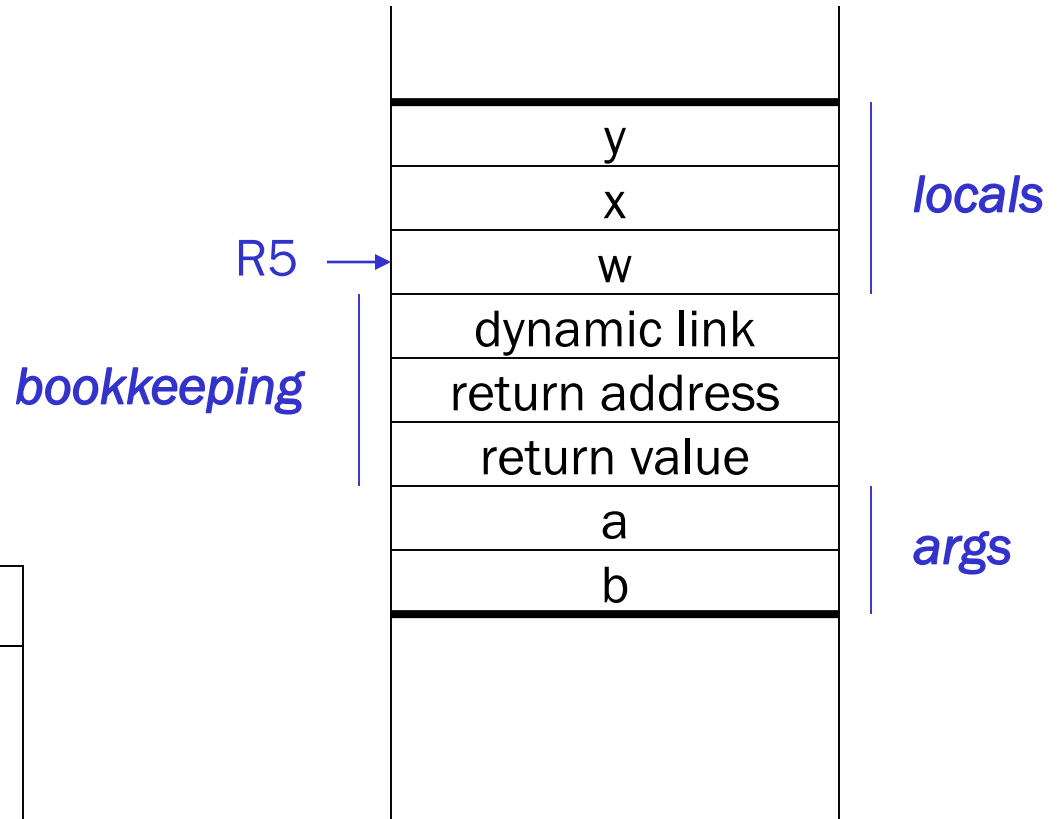 y
x
locals
R5
w
dynamic link
bookkeeping
return address
return value
a
args
b